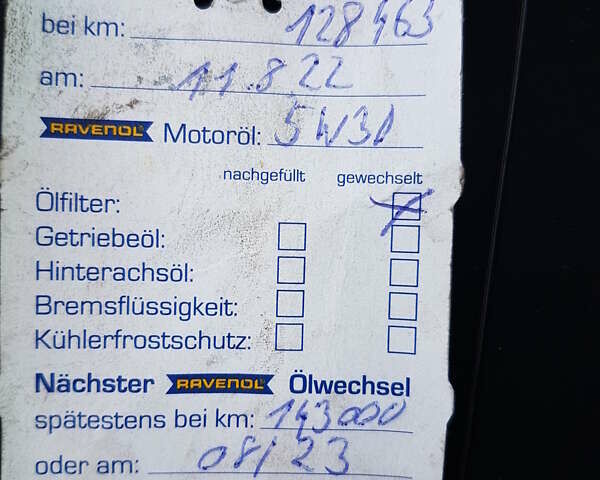 bei km: 128463
am: 11.8.22
RAVENOL Motoröl: 5W30
nachgefüllt gewechselt
Ölfilter:
Getriebeöl:
Hinterachsöl:
Bremsflüssigkeit:
Kühlerfrostschutz:
Nächster RAVENOL Ölwechsel
spätestens bei km: 143000
oder am: 08/23